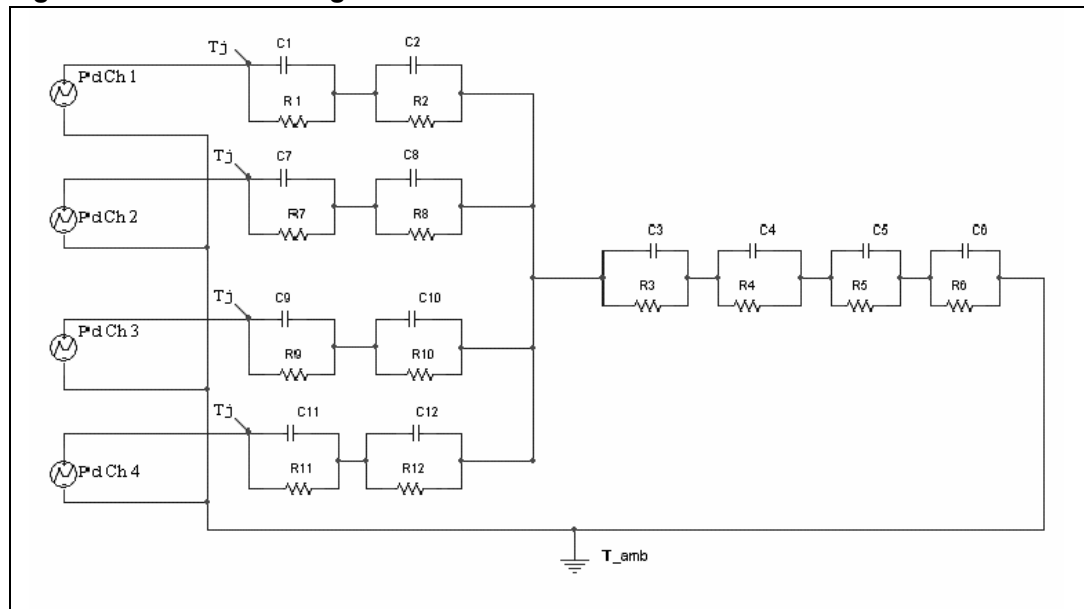 Tj
C1
C2
PdCh1
R1
R2
Tj
C7
C8
PdCh2
R7
R8
C3
C4
C5
C6
R3
R4
R5
R6
Tj
C9
C10
PdCh3
R9
R10
Tj
C11
C12
PdCh4
R11
R12
T_amb